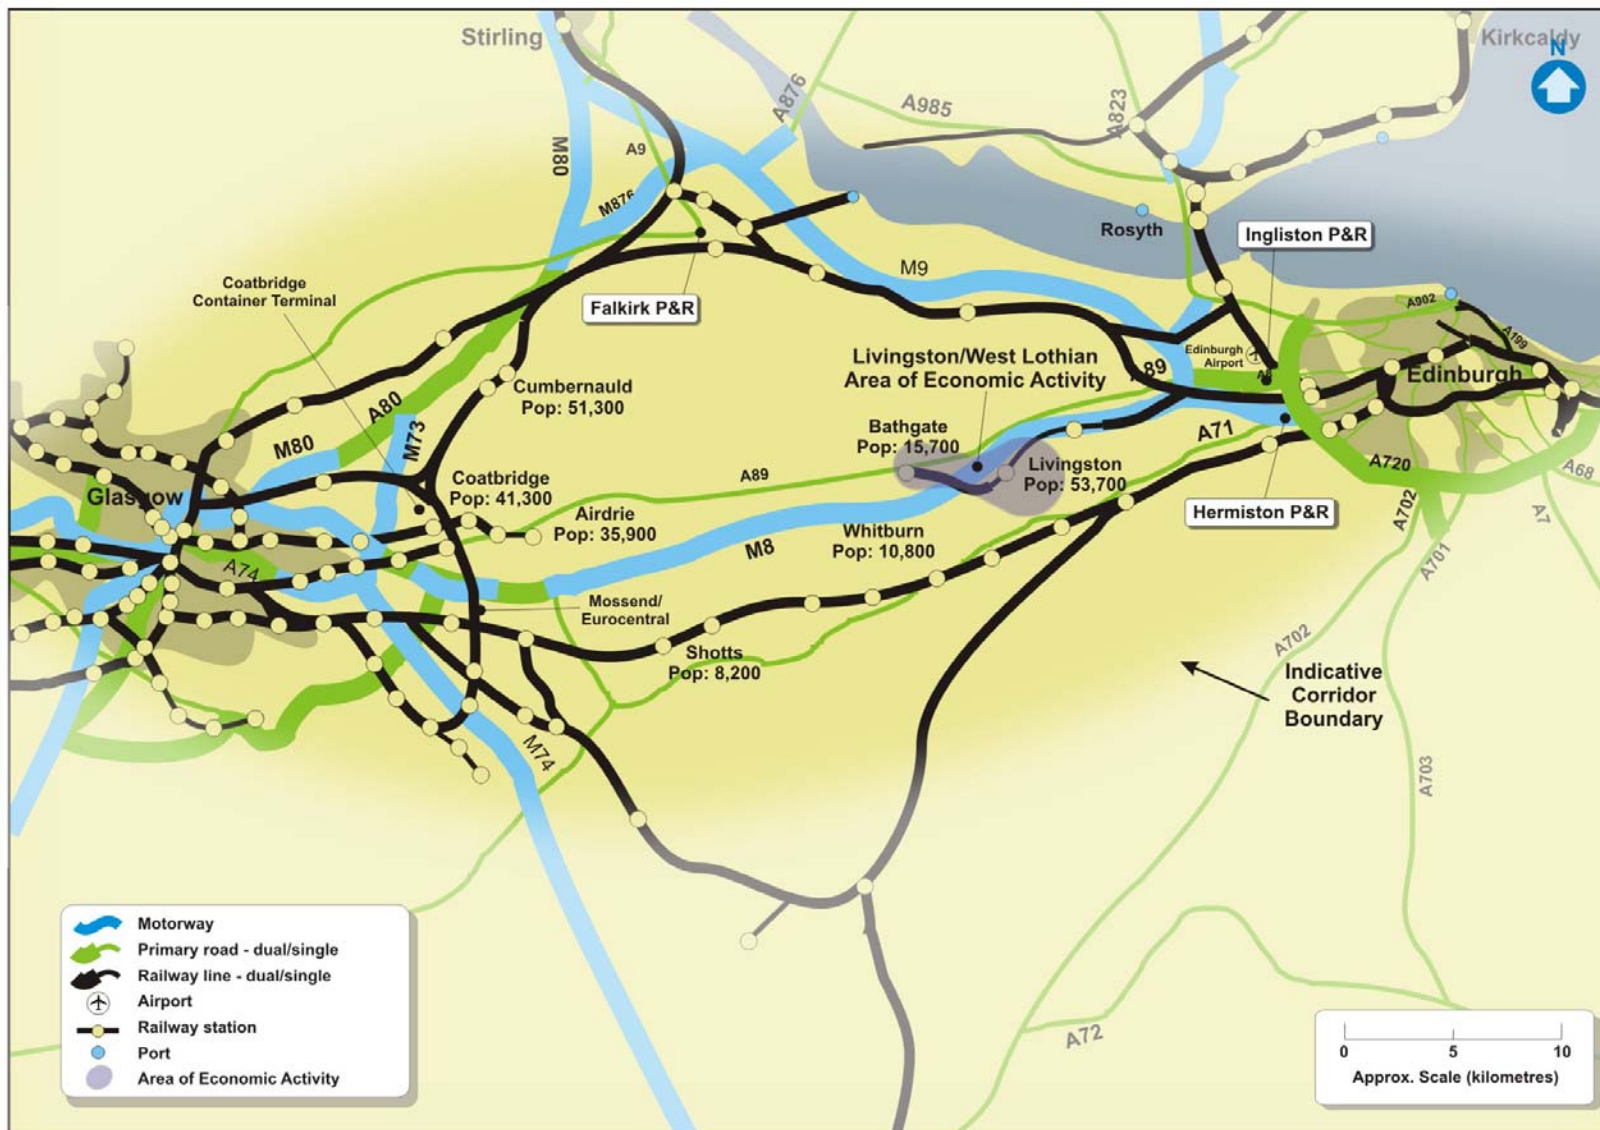 Stirling
Kirkcaldy
N
A876
A985
A823
M80
A9
M876
Rosyth
Ingliston P&R
Coatbridge
Container Terminal
M9
Falkirk P&R
A902
A199
Livingston/West Lothian
Area of Economic Activity
Edinburgh
Airport
A89
A8
Edinburgh
Cumbernauld
Pop: 51,300
A80
M80
M73
Bathgate
Pop: 15,700
A71
A720
A68
Coatbridge
Pop: 41,300
A89
Livingston
Pop: 53,700
Glasgow
Airdrie
Pop: 35,900
Hermiston P&R
A702
A7
Whitburn
Pop: 10,800
M8
A701
A74
Mossend/
Eurocentral
Shotts
Pop: 8,200
A702
Indicative
Corridor
Boundary
M74
A703
A72
Motorway
Primary road - dual/single
Railway line - dual/single
Airport
Railway station
Port
Area of Economic Activity
0 5 10
Approx. Scale (kilometres)